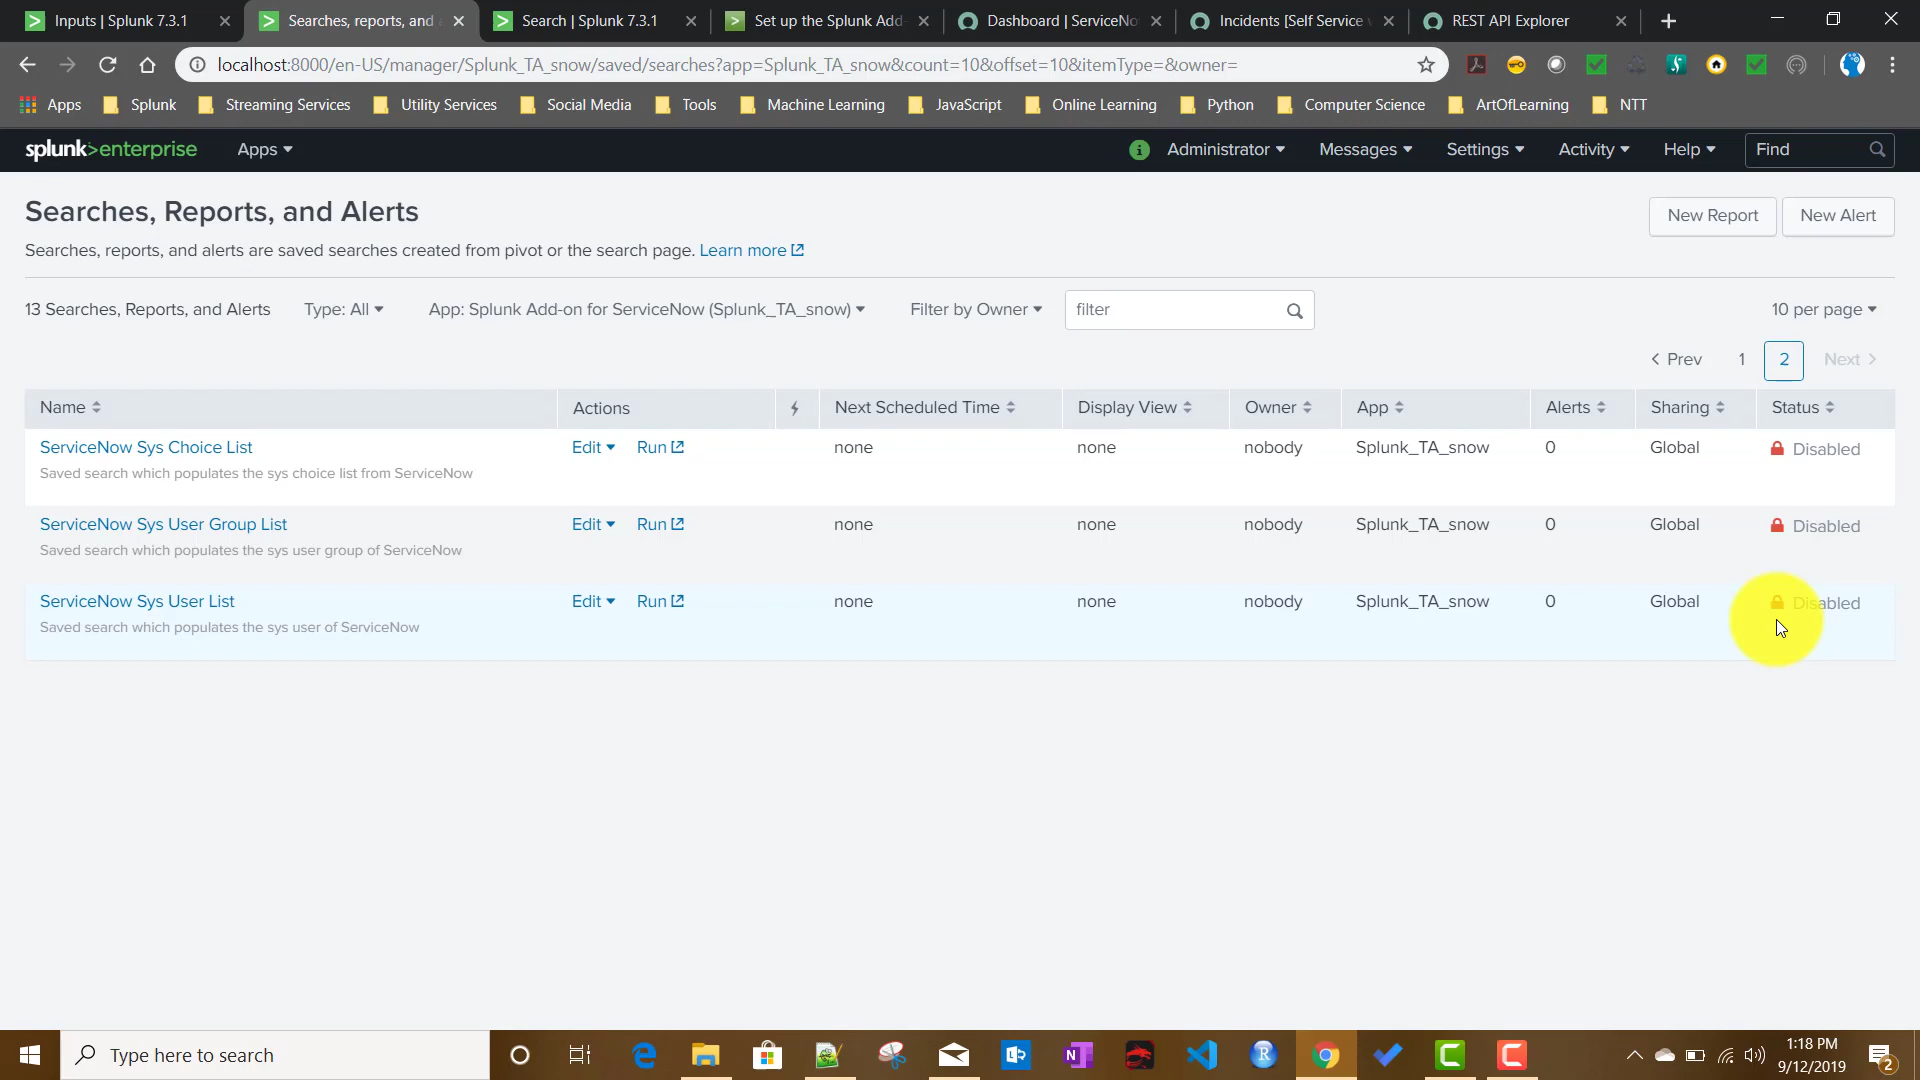 Inputs | Splunk 7.3.1
Searches, reports, and
Search | Splunk 7.3.1
Set up the Splunk Add
Dashboard | ServiceNo
Incidents [Self Service
REST API Explorer
localhost:8000/en-US/manager/Splunk_TA_snow/saved/searches?app=Splunk_TA_snow&count=10&offset=10&itemType=&owner=
Apps Splunk Streaming Services Utility Services Social Media Tools Machine Learning JavaScript Online Learning Python Computer Science ArtOfLearning NTT
splunk>enterprise Apps Administrator Messages Settings Activity Help Find
Searches, Reports, and Alerts
New Report New Alert
Searches, reports, and alerts are saved searches created from pivot or the search page. Learn more
13 Searches, Reports, and Alerts Type: All App: Splunk Add-on for ServiceNow (Splunk_TA_snow) Filter by Owner filter 10 per page
< Prev 1 2 Next >
Name Actions Next Scheduled Time Display View Owner App Alerts Sharing Status
ServiceNow Sys Choice List Edit Run none none nobody Splunk_TA_snow 0 Global Disabled
Saved search which populates the sys choice list from ServiceNow
ServiceNow Sys User Group List Edit Run none none nobody Splunk_TA_snow 0 Global Disabled
Saved search which populates the sys user group of ServiceNow
ServiceNow Sys User List Edit Run none none nobody Splunk_TA_snow 0 Global Disabled
Saved search which populates the sys user of ServiceNow
Type here to search
1:18 PM
9/12/2019
2